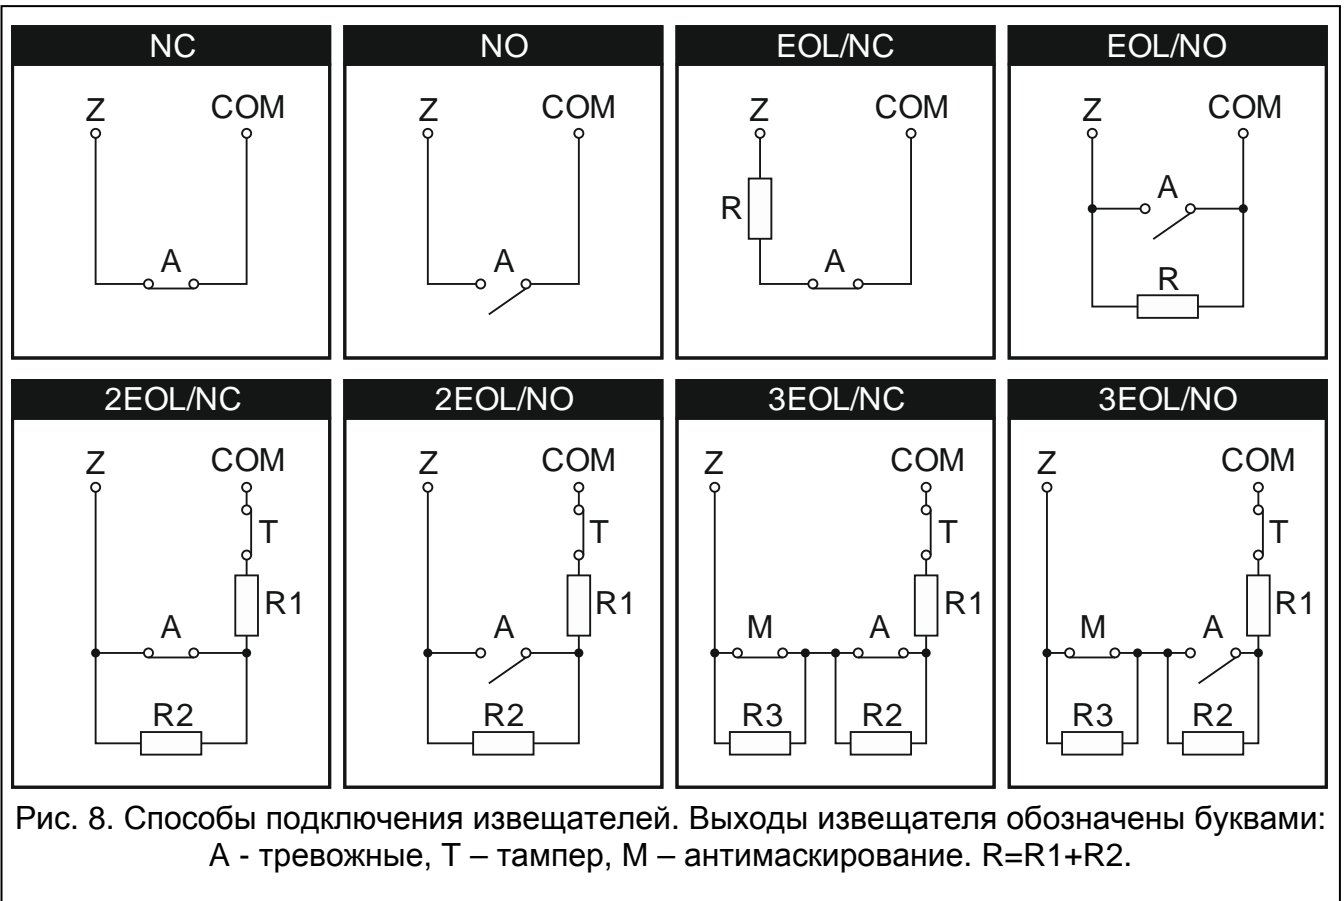 NC NO EOL/NC EOL/NO
Z COM Z COM Z COM Z COM
A
R
R
A A A
2EOL/NC 2EOL/NO 3EOL/NC 3EOL/NO
Z COM Z COM Z COM Z COM
T T T T
R1 R1 R1 R1
A A M A M A
R2 R2 R3 R2 R3 R2
Рис. 8. Способы подключения извещателей. Выходы извещателя обозначены буквами:
А - тревожные, Т – тампер, М – антимаскирование. R=R1+R2.